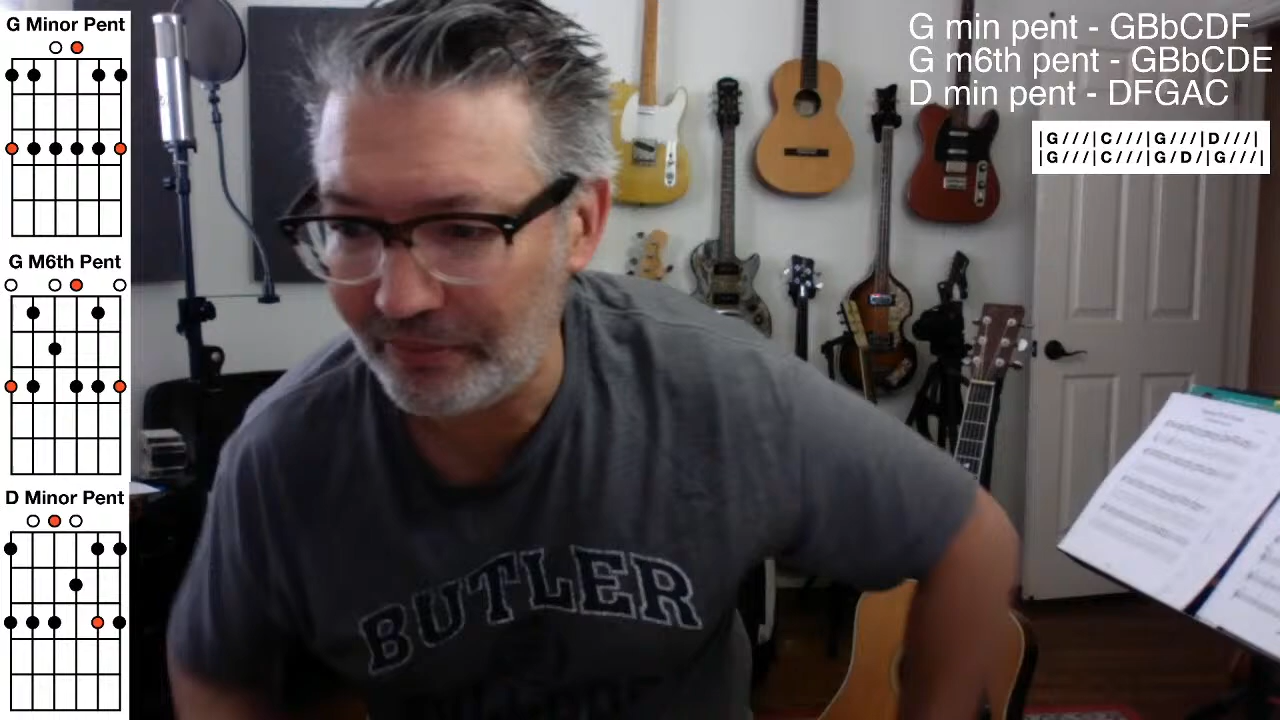 G Minor Pent
G M6th Pent
D Minor Pent
G min pent - GBbCDF
G m6th pent - GBbCDE
D min pent - DFGAC
|G///|C///|G///|D///|
|G///|C///|G/D/|G///|
BUTLER